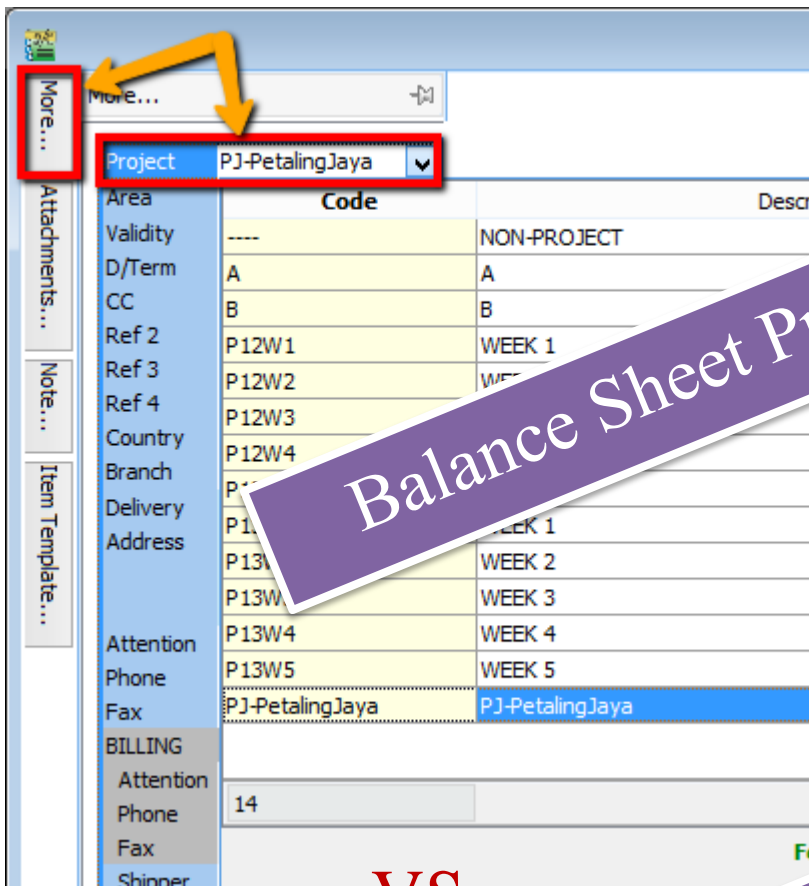 More...
Attachments...
Note...
Item Template...
More...
Project PJ-PetalingJaya
Area
Validity
D/Term
CC
Ref 2
Ref 3
Ref 4
Country
Branch
Delivery
Address
Attention
Phone
Fax
BILLING
Attention
Phone
Fax
Shipper
Code
---- NON-PROJECT
A A
B B
P12W1 WEEK 1
P12W2
P12W3
P12W4
WEEK 1
WEEK 2
WEEK 3
P13W4 WEEK 4
P13W5 WEEK 5
PJ-PetalingJaya PJ-PetalingJaya
14
Balance Sheet
vs